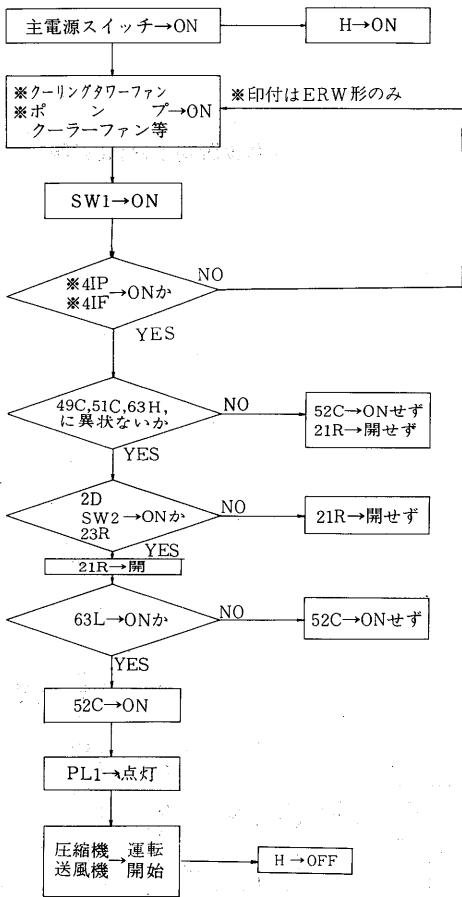 主電源スイッチ→ON
H→ON
※クーリングタワーファン
※ポンプ→ON
クーラーファン等
※印付はERW形のみ
SW1→ON
※4IP
※4IF
→ONか
NO
YES
49C,51C,63H,
に異状ないか
NO
52C→ONせず
21R→開せず
YES
2D
SW2→ONか
23R
NO
21R→開せず
YES
21R→開
63L→ONか
NO
52C→ONせず
YES
52C→ON
PL1→点灯
圧縮機→運転
送風機 開始
H→OFF